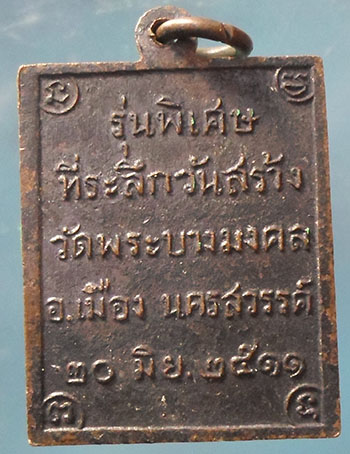 รุ่นพิเศษ
ที่ระลึกวันสร้าง
วัดพระบางมงคล
อ.เมือง นครสวรรค์
๒๐ มิย. ๒๕๑๑